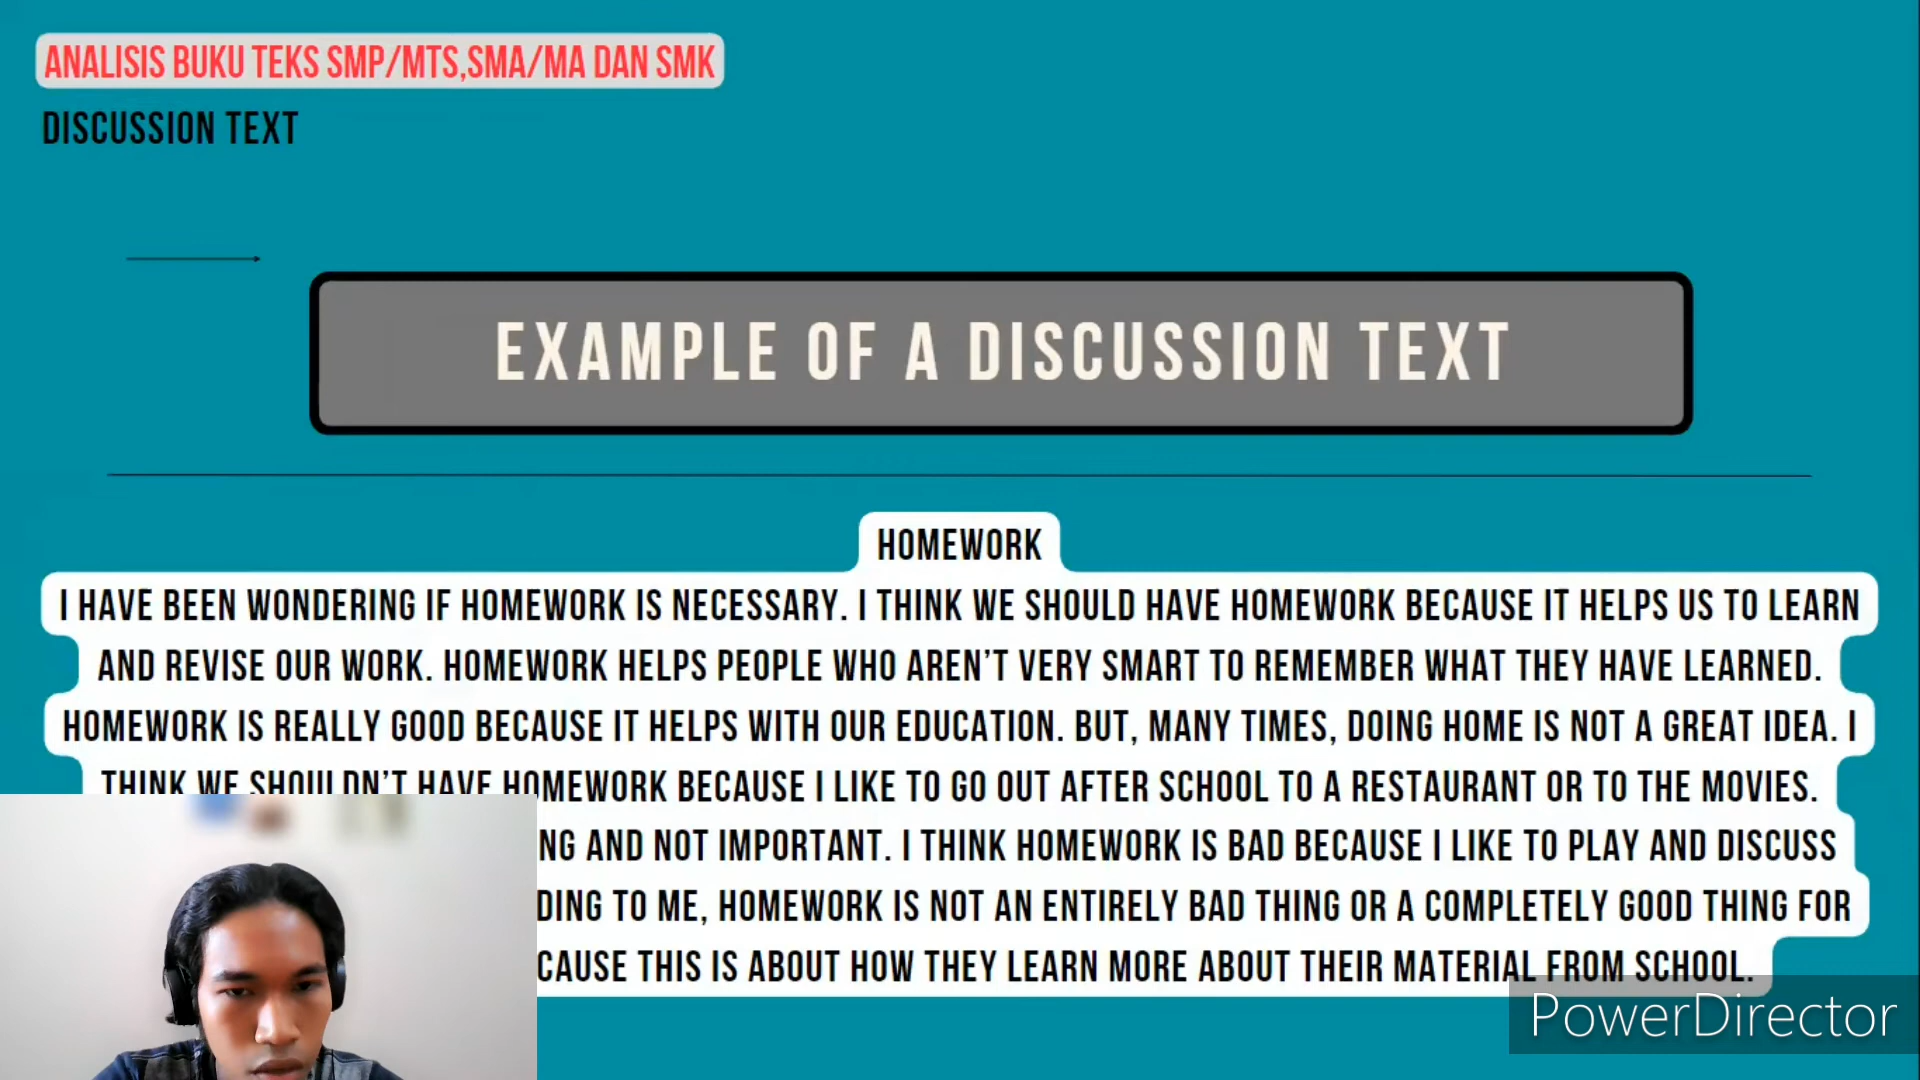 ANALISIS BUKU TEKS SMP/MTS,SMA/MA DAN SMK
DISCUSSION TEXT
EXAMPLE OF A DISCUSSION TEXT
HOMEWORK
I HAVE BEEN WONDERING IF HOMEWORK IS NECESSARY. I THINK WE SHOULD HAVE HOMEWORK BECAUSE IT HELPS US TO LEARN
AND REVISE OUR WORK. HOMEWORK HELPS PEOPLE WHO AREN'T VERY SMART TO REMEMBER WHAT THEY HAVE LEARNED.
HOMEWORK IS REALLY GOOD BECAUSE IT HELPS WITH OUR EDUCATION. BUT, MANY TIMES, DOING HOME IS NOT A GREAT IDEA. I
THINK WE SHOULDN'T HAVE HOMEWORK BECAUSE I LIKE TO GO OUT AFTER SCHOOL TO A RESTAURANT OR TO THE MOVIES.
AND NOT IMPORTANT. I THINK HOMEWORK IS BAD BECAUSE I LIKE TO PLAY AND DISCUSS
TO ME, HOMEWORK IS NOT AN ENTIRELY BAD THING OR A COMPLETELY GOOD THING FOR
THIS IS ABOUT HOW THEY LEARN MORE ABOUT THEIR MATERIAL FROM SCHOOL.
PowerDirector